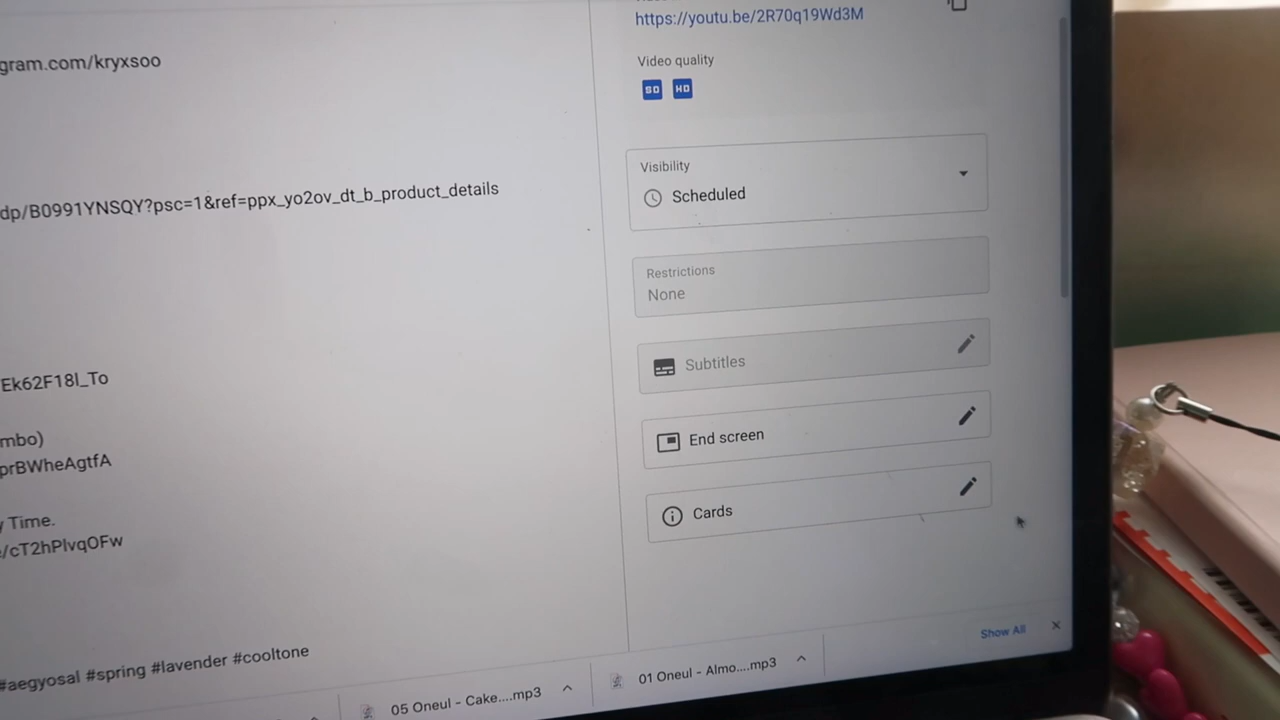 gram.com/kryxsoo
dp/B0991YNSQY?psc=1&ref=ppx_yo2ov_dt_b_product_details
Ek62F18l_To
mbo)
prBWheAgtfA
Time.
/cT2hPlvqOFw
#aegyosal #spring #lavender #cooltone
https://youtu.be/2R70q19Wd3M
Video quality
SD HD
Visibility
Scheduled
Restrictions
None
Subtitles
End screen
Cards
Show All
05 Oneul - Cake....mp3
01 Oneul - Almo....mp3